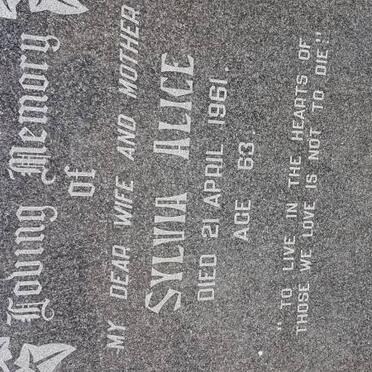 Loving Memory
of
MY DEAR WIFE AND MOTHER
SYLVIA ALICE
DIED 21 APRIL 1961.
AGE 63.
"TO LIVE IN THE HEARTS OF
THOSE WE LOVE IS NOT TO DIE!"